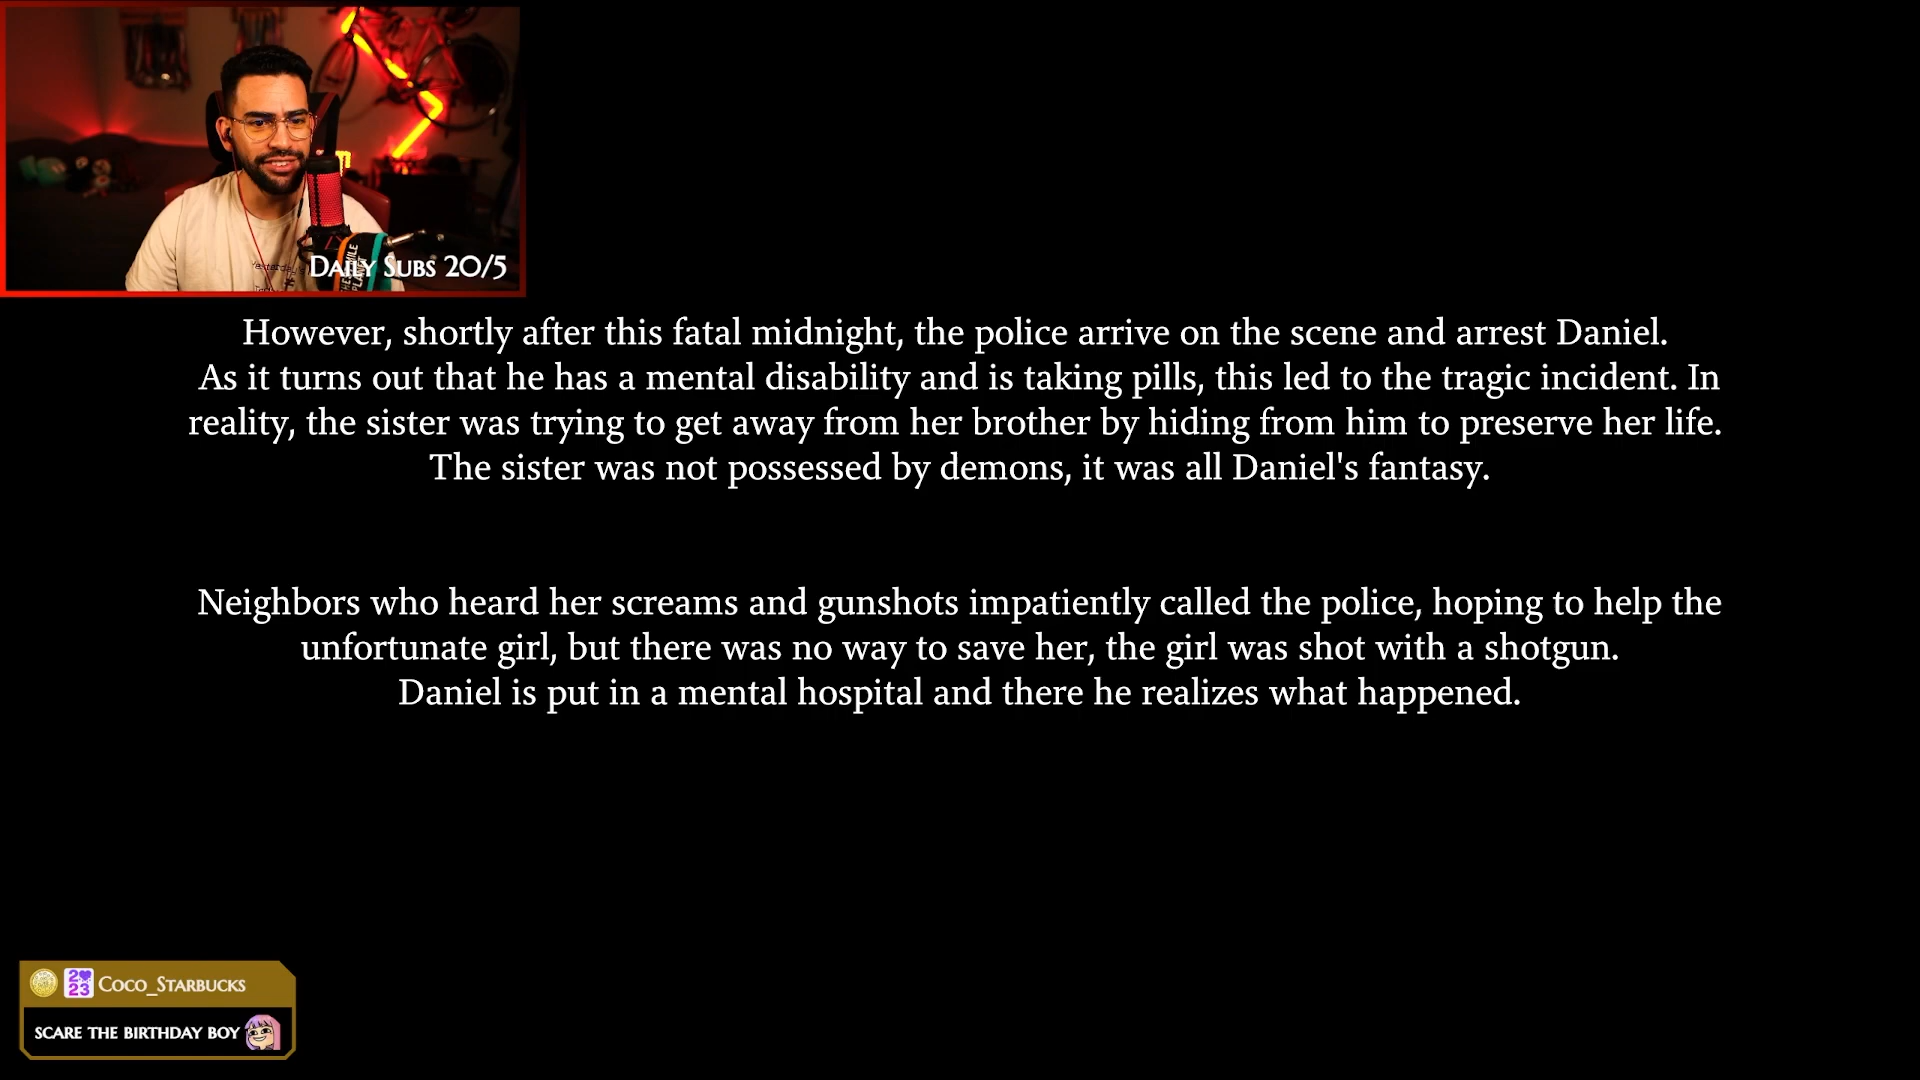 Yesterday
DAILY SUBS 20/5
However, shortly after this fatal midnight, the police arrive on the scene and arrest Daniel.
As it turns out that he has a mental disability and is taking pills, this led to the tragic incident. In
reality, the sister was trying to get away from her brother by hiding from him to preserve her life.
The sister was not possessed by demons, it was all Daniel's fantasy.
Neighbors who heard her screams and gunshots impatiently called the police, hoping to help the
unfortunate girl, but there was no way to save her, the girl was shot with a shotgun.
Daniel is put in a mental hospital and there he realizes what happened.
2023 COCO_STARBUCKS
SCARE THE BIRTHDAY BOY